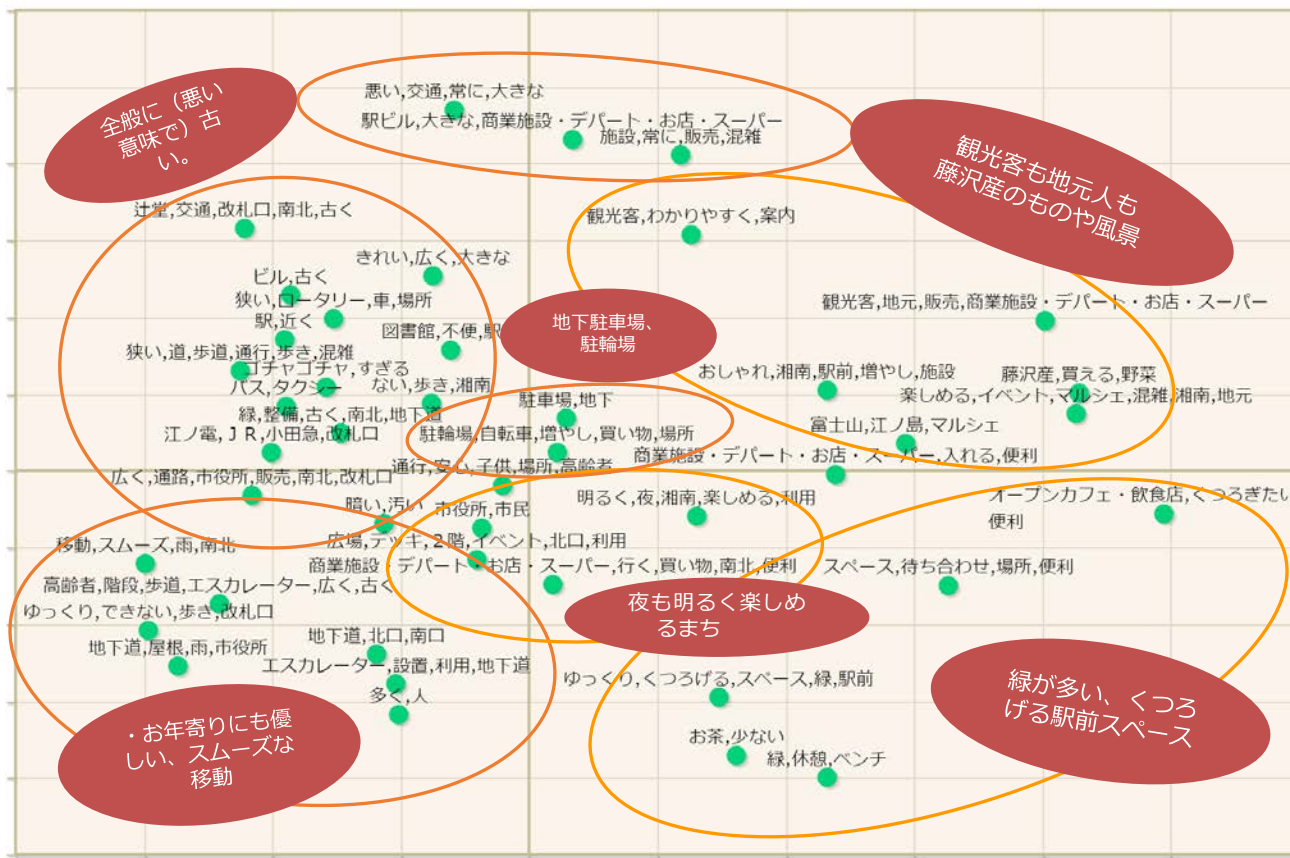 悪い,交通,常に,大きな
駅ビル,大きな,商業施設・デパート・お店・スーパー
施設,常に,販売,混雑
全般に（悪い
意味で）古
い。
観光客も地元人も
藤沢産のものや風景
辻堂,交通,改札口,南北,古く
観光客,わかりやすく,案内
きれい,広く,大きな
ビル,古く
狭い,ロータリー,車,場所
観光客,地元,販売,商業施設・デパート・お店・スーパー
駅,近く
図書館,不便,駅
地下駐車場、
駐輪場
狭い,道,歩道,通行,歩き,混雑
ゴチャゴチャ,すぎる
おしゃれ,湘南,駅前,増やし,施設
藤沢産,買える,野菜
バス,タクシー
ない,歩き,湘南
楽しめる,イベント,マルシェ,混雑,湘南,地元
駐車場,地下
緑,整備,古く,南北,地下道
富士山,江ノ島,マルシェ
江ノ電,ＪＲ,小田急,改札口
駐輪場,自転車,増やし,買い物,場所
商業施設・デパート・お店・スーパー,入れる,便利
通行,安心,子供,場所,高齢者
広く,通路,市役所,販売,南北,改札口
暗い,汚い
市役所,市民
明るく,夜,湘南,楽しめる,利用
オープンカフェ・飲食店,くつろぎたい
便利
移動,スムーズ,雨,南北
広場,デッキ,２階,イベント,北口,利用
商業施設・デパート・お店・スーパー,行く,買い物,南北,便利
スペース,待ち合わせ,場所,便利
高齢者,階段,歩道,エスカレーター,広く,古く
ゆっくり,できない,歩き,改札口
夜も明るく楽しめ
るまち
地下道,屋根,雨,市役所
地下道,北口,南口
エスカレーター,設置,利用,地下道
ゆっくり,くつろげる,スペース,緑,駅前
多く,人
緑が多い、くつろ
げる駅前スペース
・お年寄りにも優
しい、スムーズな
移動
お茶,少ない
緑,休憩,ベンチ